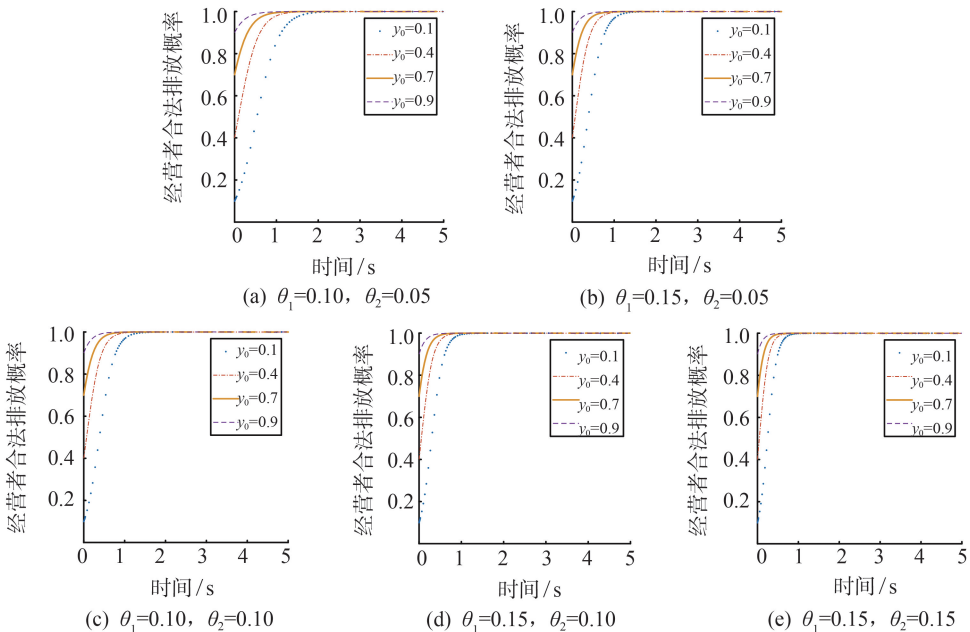 经营者合法排放概率
1.0
0.8
0.6
0.4
0.2
0 1 2 3 4 5
时间/s
y₀=0.1
y₀=0.4
y₀=0.7
y₀=0.9
(a) θ₁=0.10，θ₂=0.05
经营者合法排放概率
1.0
0.8
0.6
0.4
0.2
0 1 2 3 4 5
时间/s
y₀=0.1
y₀=0.4
y₀=0.7
y₀=0.9
(b) θ₁=0.15，θ₂=0.05
经营者合法排放概率
1.0
0.8
0.6
0.4
0.2
0 1 2 3 4 5
时间/s
y₀=0.1
y₀=0.4
y₀=0.7
y₀=0.9
(c) θ₁=0.10，θ₂=0.10
经营者合法排放概率
1.0
0.8
0.6
0.4
0.2
0 1 2 3 4 5
时间/s
y₀=0.1
y₀=0.4
y₀=0.7
y₀=0.9
(d) θ₁=0.15，θ₂=0.10
经营者合法排放概率
1.0
0.8
0.6
0.4
0.2
0 1 2 3 4 5
时间/s
y₀=0.1
y₀=0.4
y₀=0.7
y₀=0.9
(e) θ₁=0.15，θ₂=0.15